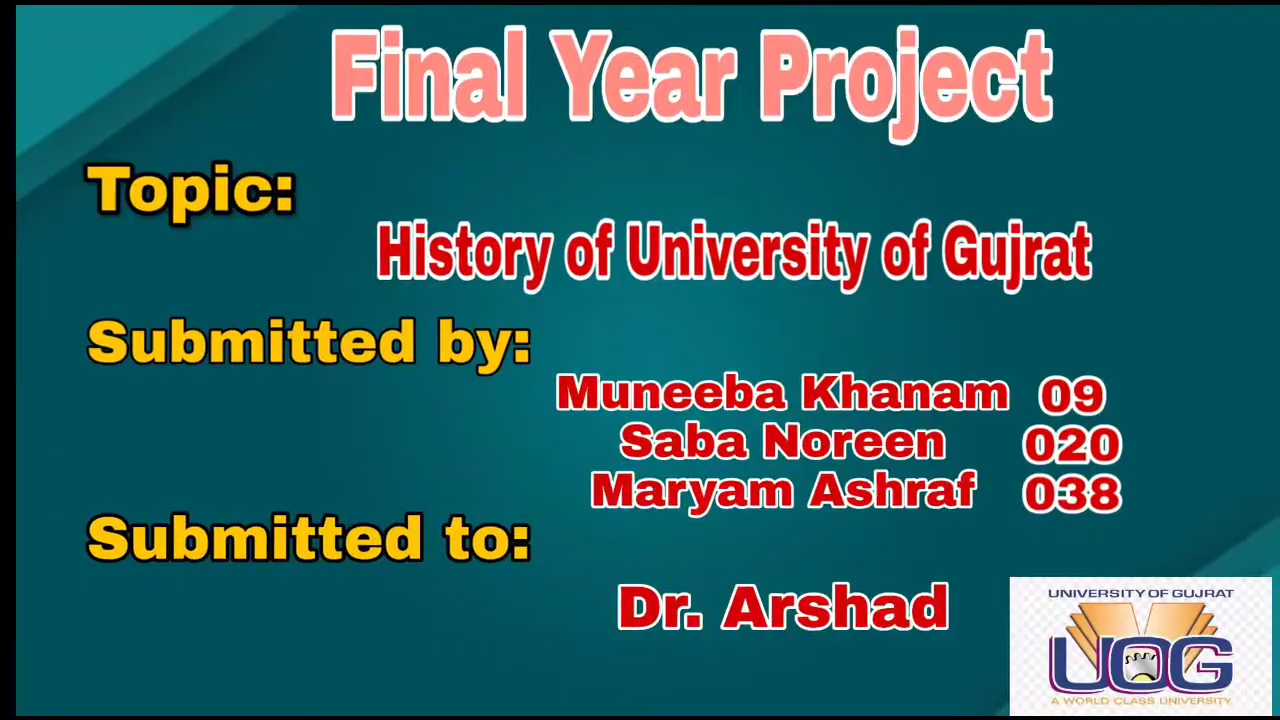 Final Year Project
Topic:
History of University of Gujrat
Submitted by:
Muneeba Khanam 09
Saba Noreen 020
Maryam Ashraf 038
Submitted to:
Dr. Arshad
UNIVERSITY OF GUJRAT
UOG
A WORLD CLASS UNIVERSITY